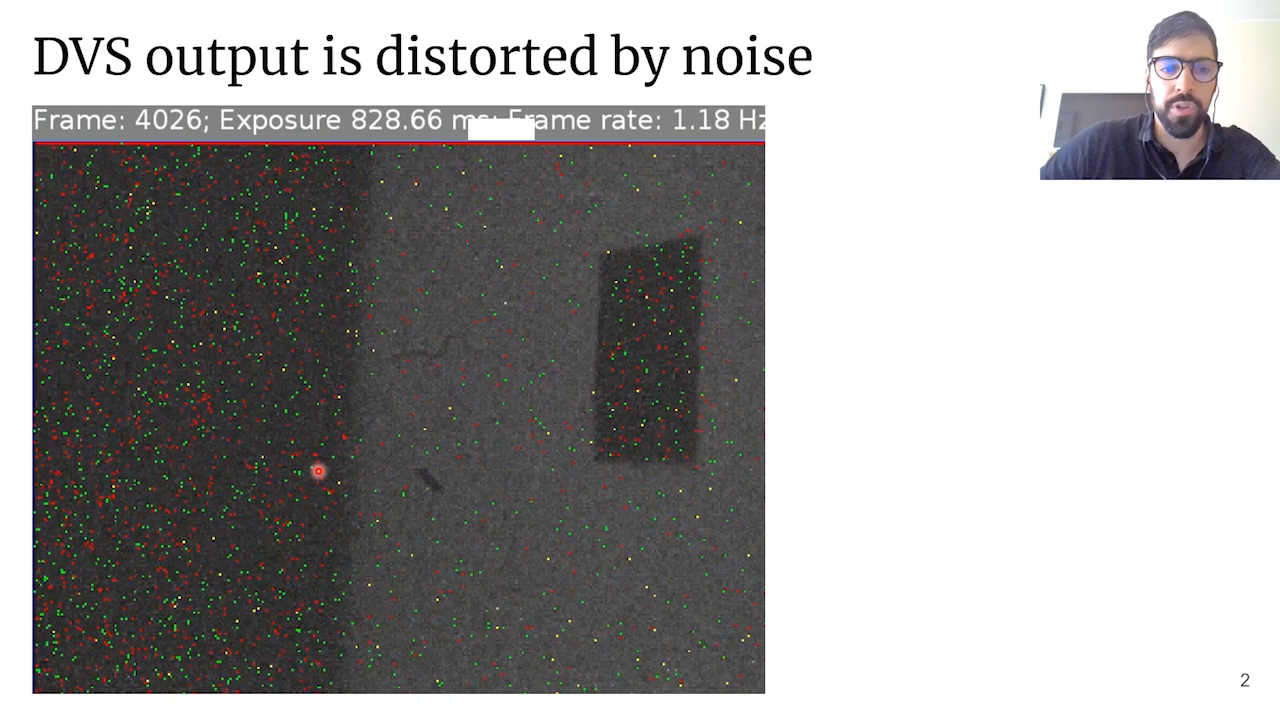 DVS output is distorted by noise
Frame: 4026; Exposure 828.66 ms; Frame rate: 1.18 Hz
2